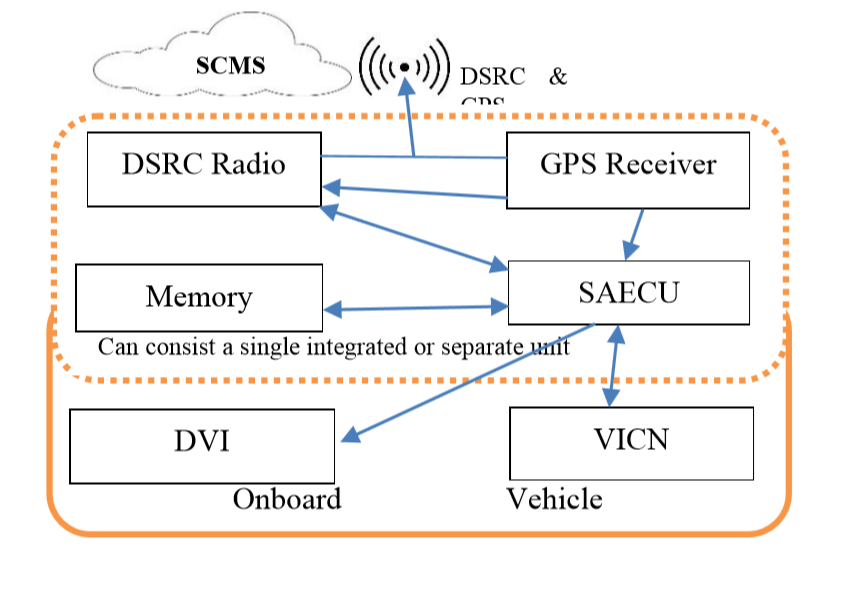 SCMS
DSRC &
GPS
DSRC Radio
GPS Receiver
Memory
SAECU
Can consist a single integrated or separate unit
DVI
VICN
Onboard Vehicle